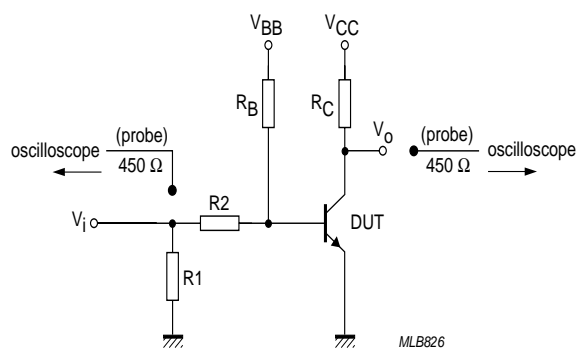 VBB
VCC
RB
RC
Vo
(probe)
oscilloscope
450 Ω
(probe)
450 Ω
oscilloscope
Vi
R2
DUT
R1
MLB826